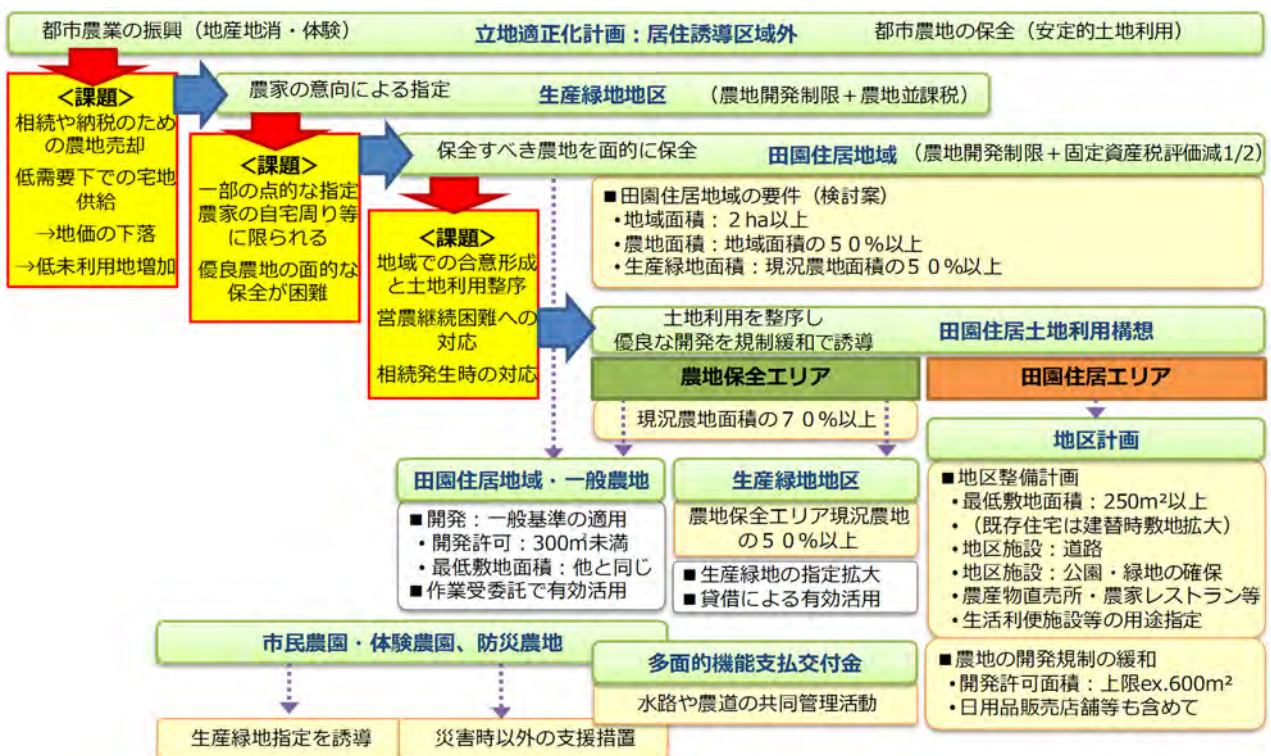 都市農業の振興（地産地消・体験）
立地適正化計画：居住誘導区域外
都市農地の保全（安定的土地利用）
＜課題＞
相続や納税のため
の農地売却
低需要下での宅地
供給
→地価の下落
→低未利用地増加
農家の意向による指定
生産緑地地区
（農地開発制限＋農地並課税）
＜課題＞
一部の点的な指定
農家の自宅周り等
に限られる
優良農地の面的な
保全が困難
保全すべき農地を面的に保全
田園住居地域
（農地開発制限＋固定資産税評価減1/2）
■田園住居地域の要件（検討案）
・地域面積：２ha以上
・農地面積：地域面積の５０％以上
・生産緑地面積：現況農地面積の５０％以上
＜課題＞
地域での合意形成
と土地利用整序
営農継続困難への
対応
相続発生時の対応
土地利用を整序し
優良な開発を規制緩和で誘導
田園住居土地利用構想
農地保全エリア
田園住居エリア
現況農地面積の７０％以上
田園住居地域・一般農地
■開発：一般基準の適用
・開発許可：300㎡未満
・最低敷地面積：他と同じ
■作業受委託で有効活用
生産緑地地区
農地保全エリア現況農地
の５０％以上
■生産緑地の指定拡大
■貸借による有効活用
地区計画
■地区整備計画
・最低敷地面積：250m²以上
・（既存住宅は建替時敷地拡大）
・地区施設：道路
・地区施設：公園・緑地の確保
・農産物直売所・農家レストラン等
・生活利便施設等の用途指定
■農地の開発規制の緩和
・開発許可面積：上限ex.600m²
・日用品販売店舗等も含めて
市民農園・体験農園、防災農地
生産緑地指定を誘導
災害時以外の支援措置
多面的機能支払交付金
水路や農道の共同管理活動